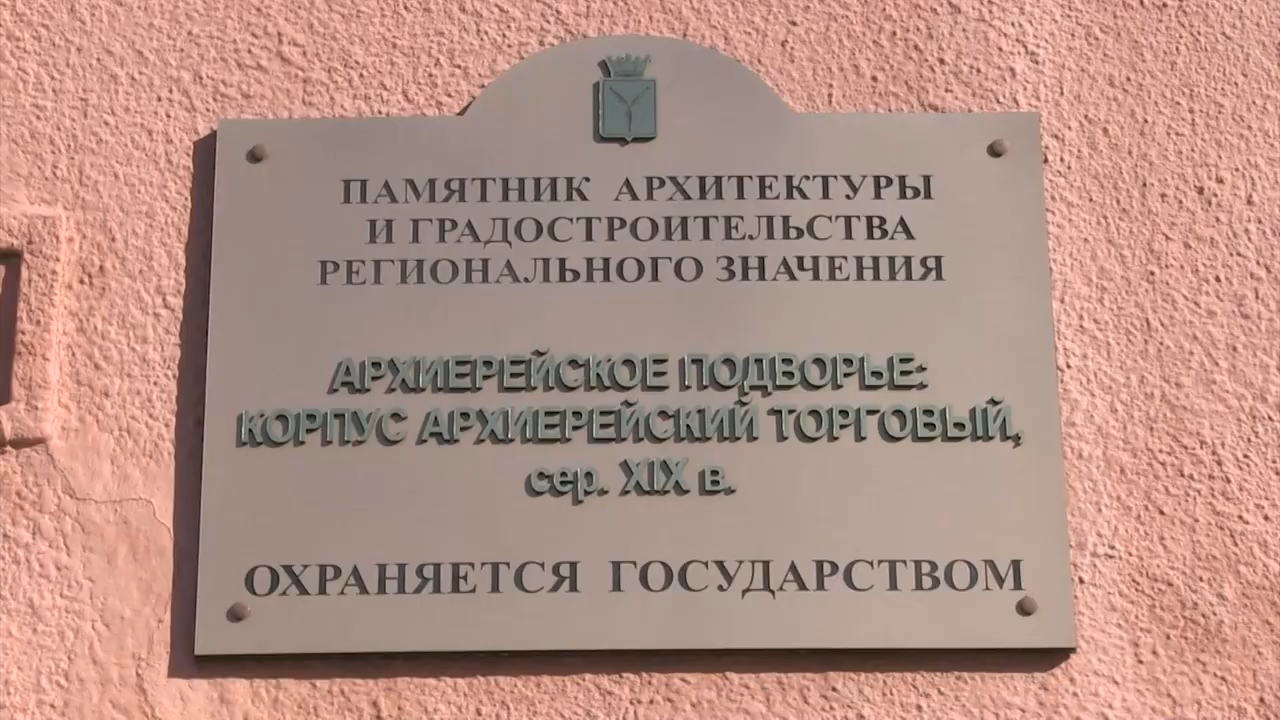 ПАМЯТНИК АРХИТЕКТУРЫ
И ГРАДОСТРОИТЕЛЬСТВА
РЕГИОНАЛЬНОГО ЗНАЧЕНИЯ
АРХИЕРЕЙСКОЕ ПОДВОРЬЕ:
КОРПУС АРХИЕРЕЙСКИЙ ТОРГОВЫЙ,
сер. XIX в.
ОХРАНЯЕТСЯ ГОСУДАРСТВОМ